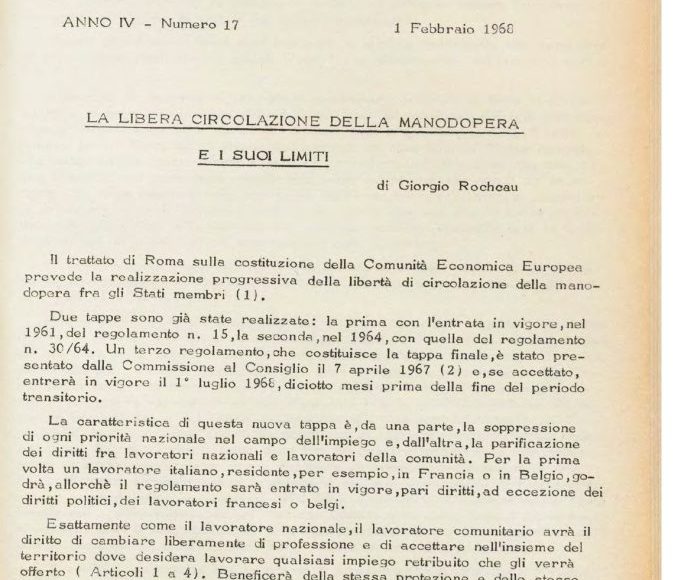 ANNO IV - Numero 17 1 Febbraio 1968
LA LIBERA CIRCOLAZIONE DELLA MANODOPERA
E I SUOI LIMITI
di Giorgio Rocheau
Il trattato di Roma sulla costituzione della Comunità Economica Europea
prevede la realizzazione progressiva della libertà di circolazione della mano-
dopera fra gli Stati membri (1).
Due tappe sono già state realizzate: la prima con l'entrata in vigore,nel
1961,del regolamento n. 15,la seconda,nel 1964,con quella del regolamento
n. 30/64. Un terzo regolamento,che costituisce la tappa finale,è stato pre-
sentato dalla Commissione al Consiglio il 7 aprile 1967 (2) e,se accettato,
entrerà in vigore il 1° luglio 1968,diciotto mesi prima della fine del periodo
transitorio.
La caratteristica di questa nuova tappa è,da una parte,la soppressione
di ogni priorità nazionale nel campo dell'impiego e,dall'altra,la parificazione
dei diritti fra lavoratori nazionali e lavoratori della comunità. Per la prima
volta un lavoratore italiano,residente,per esempio,in Francia o in Belgio,go-
drà,allorchè il regolamento sarà entrato in vigore,pari diritti,ad eccezione dei
diritti politici,dei lavoratori francesi o belgi.
Esattamente come il lavoratore nazionale,il lavoratore comunitario avrà il
diritto di cambiare liberamente di professione e di accettare nell'insieme del
territorio dove desidera lavorare qualsiasi impiego retribuito che gli verrà
offerto ( Articoli 1 a 4). Beneficerà della stessa protezione e dello stesso